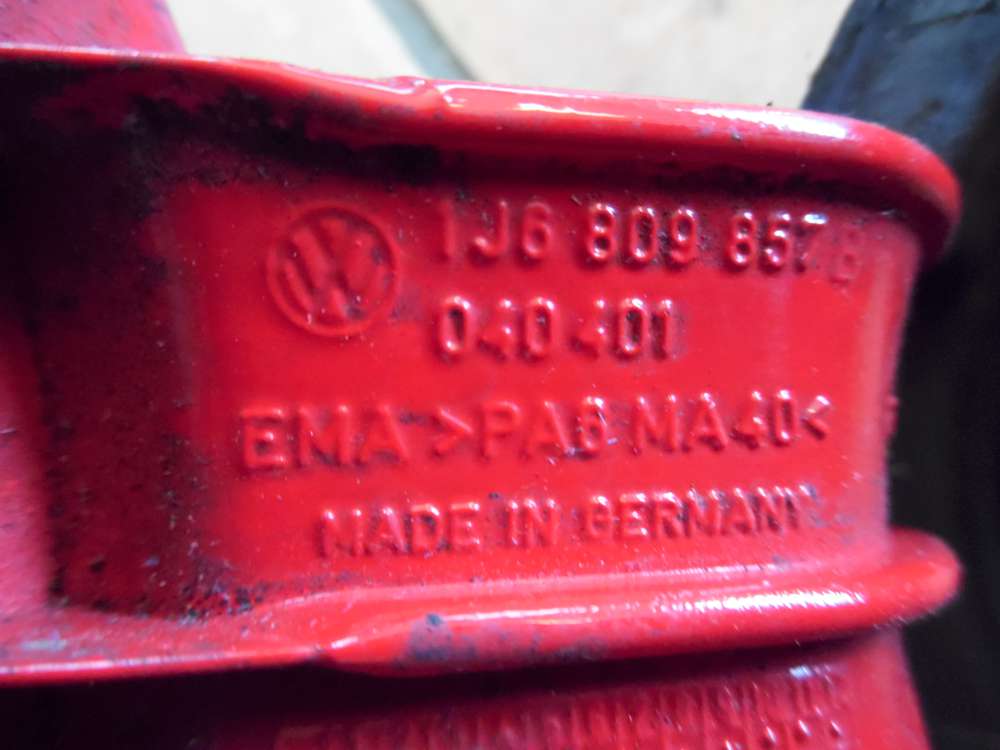 1J6 809 857 B
040 401
EMA >PA6 MA40<
MADE IN GERMANY